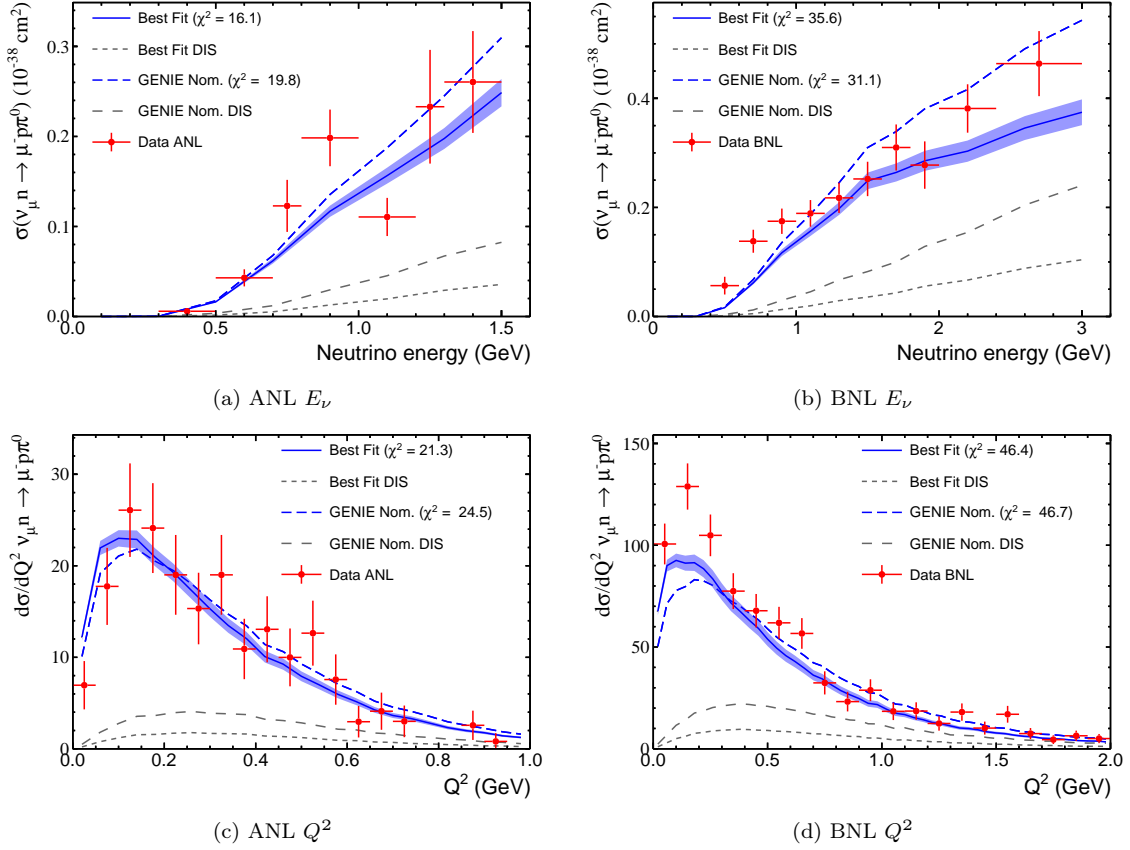 σ(ν_μ n → μ⁻pπ⁰) (10⁻³⁸ cm²)
0.3
0.2
0.1
0.0
Best Fit (χ² = 16.1)
Best Fit DIS
GENIE Nom. (χ² = 19.8)
GENIE Nom. DIS
Data ANL
0.0 0.5 1.0 1.5
Neutrino energy (GeV)
(a) ANL E_ν
σ(ν_μ n → μ⁻pπ⁰) (10⁻³⁸ cm²)
0.4
0.2
0.0
Best Fit (χ² = 35.6)
Best Fit DIS
GENIE Nom. (χ² = 31.1)
GENIE Nom. DIS
Data BNL
0 1 2 3
Neutrino energy (GeV)
(b) BNL E_ν
dσ/dQ² ν_μ n → μ⁻pπ⁰
30
20
10
0
Best Fit (χ² = 21.3)
Best Fit DIS
GENIE Nom. (χ² = 24.5)
GENIE Nom. DIS
Data ANL
0.0 0.2 0.4 0.6 0.8 1.0
Q² (GeV)
(c) ANL Q²
dσ/dQ² ν_μ n → μ⁻pπ⁰
150
100
50
0
Best Fit (χ² = 46.4)
Best Fit DIS
GENIE Nom. (χ² = 46.7)
GENIE Nom. DIS
Data BNL
0.0 0.5 1.0 1.5 2.0
Q² (GeV)
(d) BNL Q²